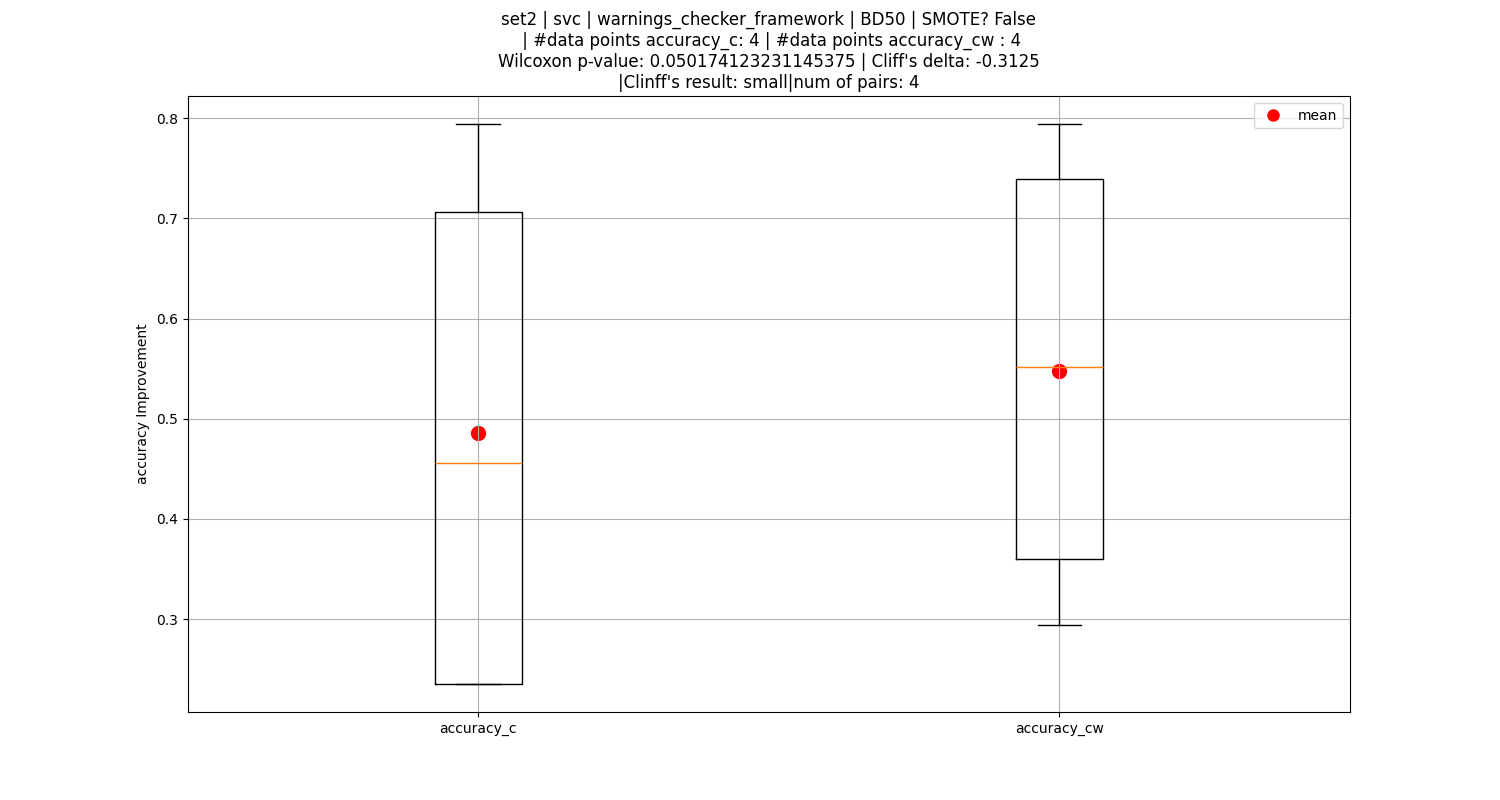 set2 | svc | warnings_checker_framework | BD50 | SMOTE? False
| #data points accuracy_c: 4 | #data points accuracy_cw : 4
Wilcoxon p-value: 0.050174123231145375 | Cliff's delta: -0.3125
|Clinff's result: small|num of pairs: 4
mean
accuracy Improvement
0.8
0.7
0.6
0.5
0.4
0.3
accuracy_c
accuracy_cw